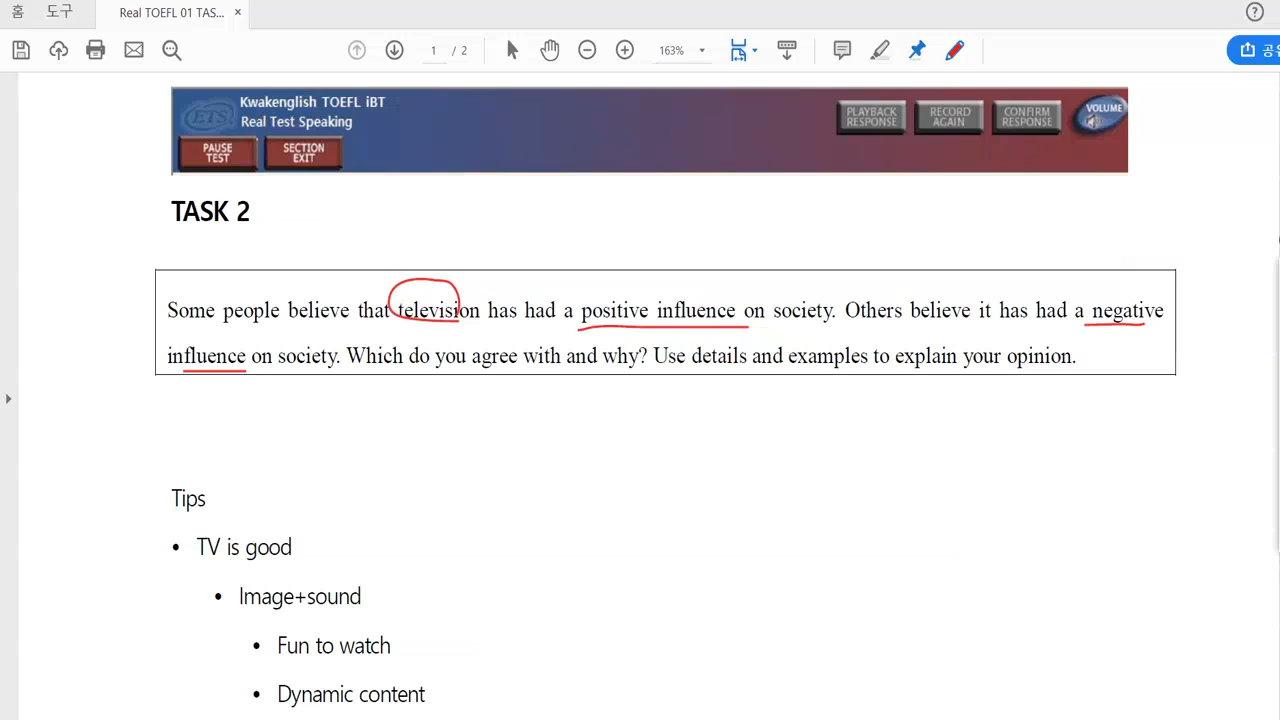 홈 도구 Real TOEFL 01 TAS... ×
1 / 2 163% 공유
Kwakenglish TOEFL iBT
Real Test Speaking
ETS
PAUSE TEST
SECTION EXIT
PLAYBACK RESPONSE
RECORD AGAIN
CONFIRM RESPONSE
VOLUME
TASK 2
Some people believe that television has had a positive influence on society. Others believe it has had a negative
influence on society. Which do you agree with and why? Use details and examples to explain your opinion.
Tips
• TV is good
• Image+sound
• Fun to watch
• Dynamic content